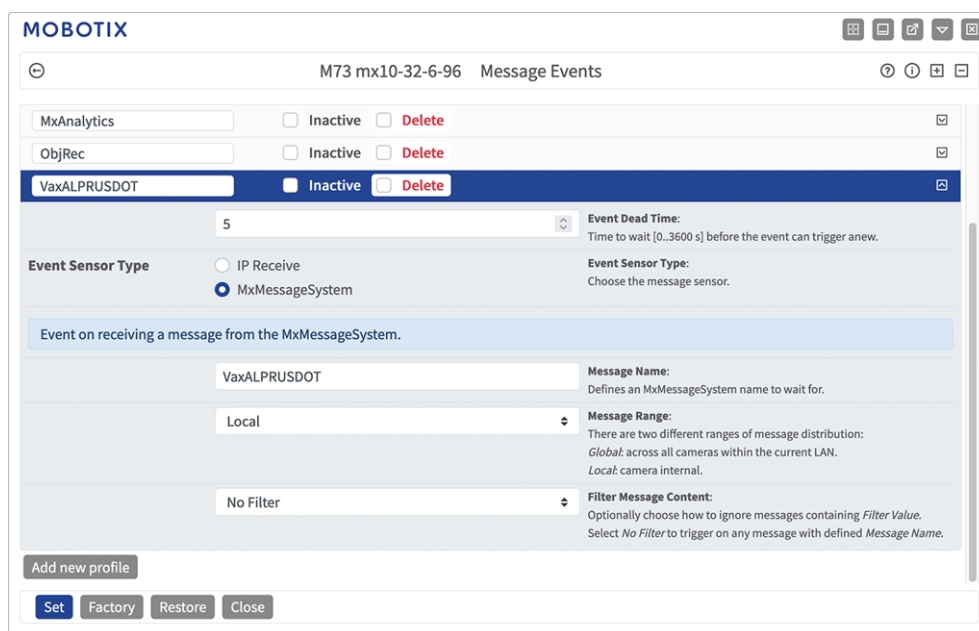 MOBOTIX
M73 mx10-32-6-96 Message Events
MxAnalytics Inactive Delete
ObjRec Inactive Delete
VaxALPRUSDOT Inactive Delete
5
Event Dead Time:
Time to wait [0..3600 s] before the event can trigger anew.
Event Sensor Type
IP Receive
MxMessageSystem
Event Sensor Type:
Choose the message sensor.
Event on receiving a message from the MxMessageSystem.
VaxALPRUSDOT
Message Name:
Defines an MxMessageSystem name to wait for.
Local
Message Range:
There are two different ranges of message distribution:
Global: across all cameras within the current LAN.
Local: camera internal.
No Filter
Filter Message Content:
Optionally choose how to ignore messages containing Filter Value.
Select No Filter to trigger on any message with defined Message Name.
Add new profile
Set Factory Restore Close